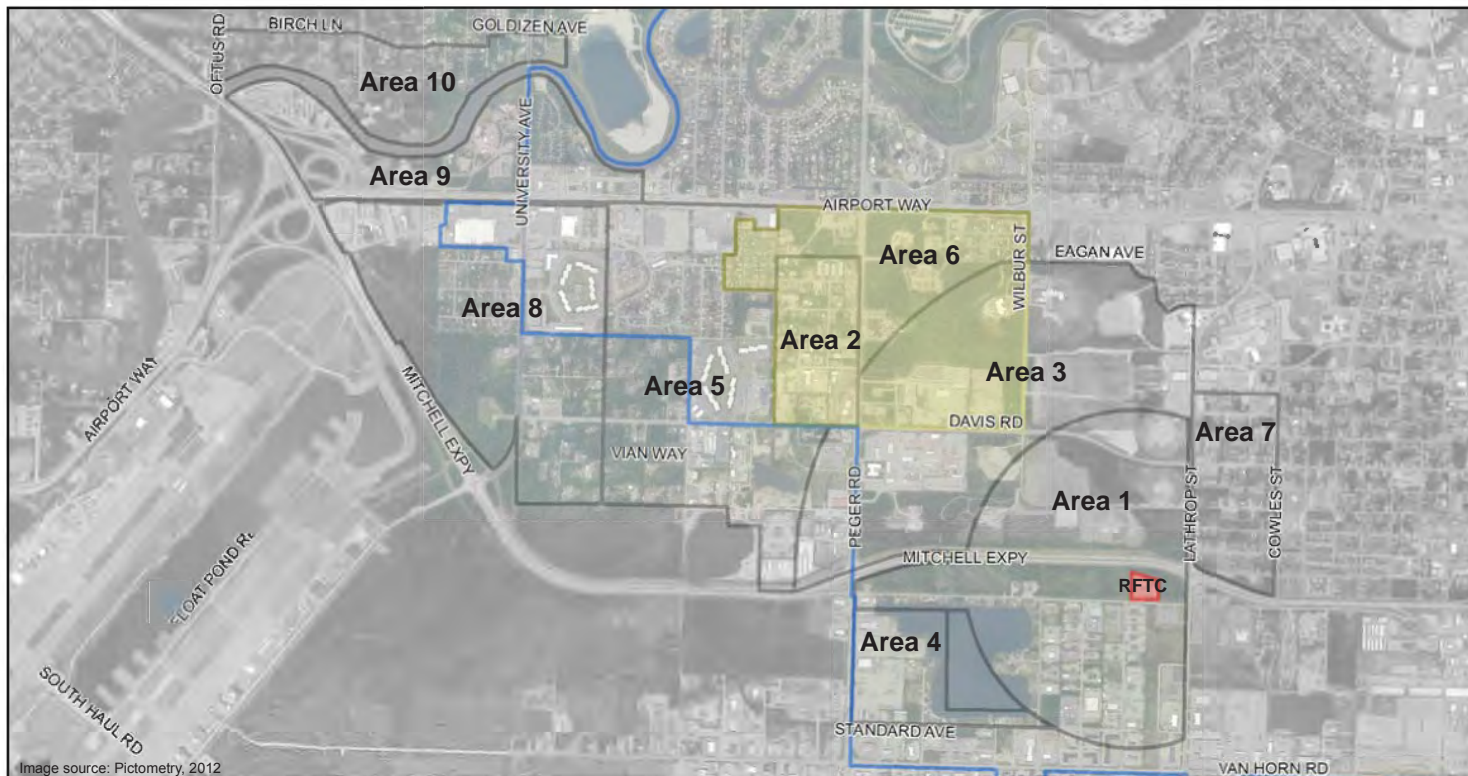 BIRCH LN
GOLDIZEN AVE
OFTUS RD
Area 10
UNIVERSITY AVE
Area 9
AIRPORT WAY
Area 6
WILBUR ST
EAGAN AVE
Area 8
Area 2
Area 5
Area 3
AIRPORT WAY
MITCHELL EXPY
DAVIS RD
Area 7
VIAN WAY
Area 1
PEGER RD
LATHROP ST
COWLES ST
MITCHELL EXPY
RFTC
FLOAT POND RD
Area 4
SOUTH HAUL RD
STANDARD AVE
Image source: Pictometry, 2012
VAN HORN RD